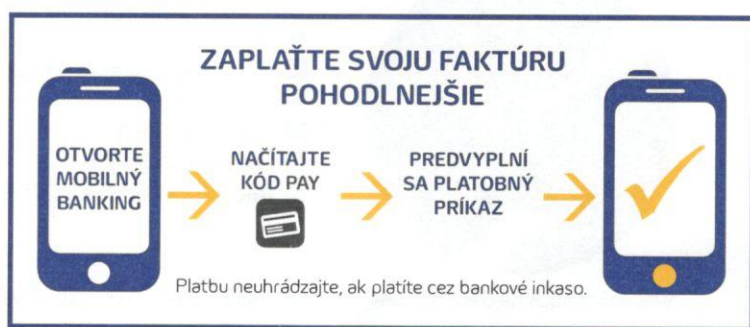 ZAPLAŤTE SVOJU FAKTÚRU
POHODLNEJŠIE
OTVORTE
MOBILNÝ
BANKING
NAČÍTAJTE
KÓD PAY
PREDVYPLNÍ
SA PLATOBNÝ
PRÍKAZ
Platbu neuhrádzajte, ak platíte cez bankové inkaso.